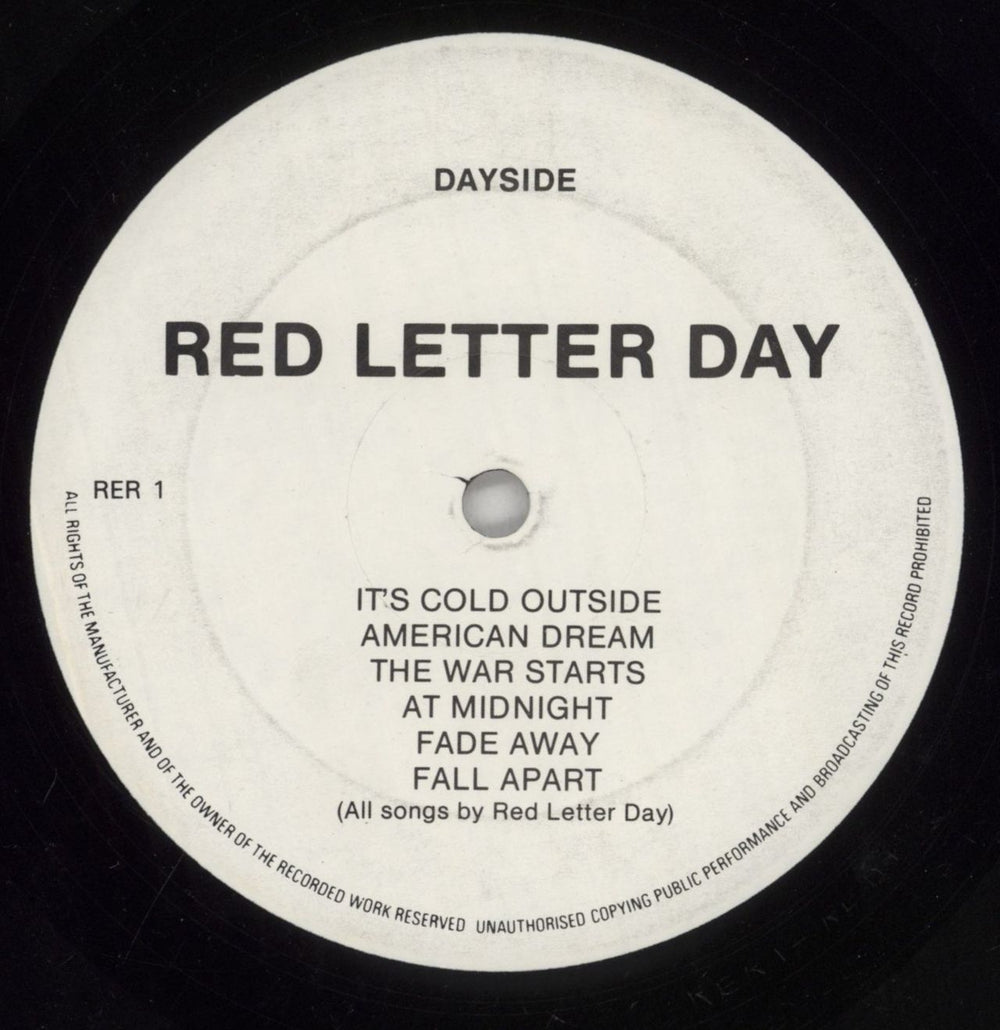 DAYSIDE
RED LETTER DAY
RER 1
IT'S COLD OUTSIDE
AMERICAN DREAM
THE WAR STARTS
AT MIDNIGHT
FADE AWAY
FALL APART
(All songs by Red Letter Day)
ALL RIGHTS OF THE MANUFACTURER AND OF THE OWNER OF THE RECORDED WORK RESERVED UNAUTHORISED COPYING PUBLIC PERFORMANCE AND BROADCASTING OF THIS RECORD PROHIBITED